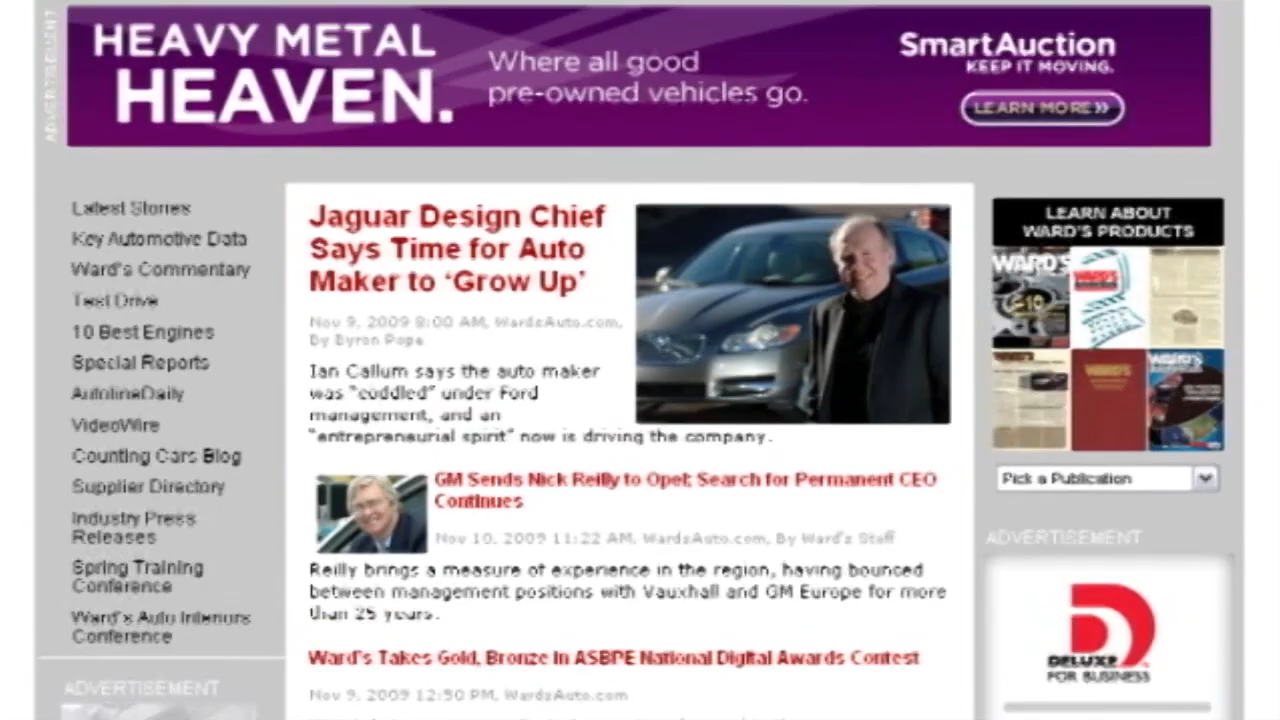 ADVERTISEMENT
HEAVY METAL
HEAVEN.
Where all good
pre-owned vehicles go.
SmartAuction
KEEP IT MOVING.
LEARN MORE »
Latest Stories
Key Automotive Data
Ward's Commentary
Test Drive
10 Best Engines
Special Reports
AutolineDaily
VideoWire
Counting Cars Blog
Supplier Directory
Industry Press
Releases
Spring Training
Conference
Ward's Auto Interiors
Conference
ADVERTISEMENT
Jaguar Design Chief
Says Time for Auto
Maker to ‘Grow Up’
Nov 9, 2009 8:00 AM, WardsAuto.com,
By Byron Pope
Ian Callum says the auto maker
was “coddled” under Ford
management, and an
“entrepreneurial spirit” now is driving the company.
GM Sends Nick Reilly to Opel; Search for Permanent CEO
Continues
Nov 10, 2009 11:22 AM, WardsAuto.com, By Ward's Staff
Reilly brings a measure of experience in the region, having bounced
between management positions with Vauxhall and GM Europe for more
than 25 years.
Ward's Takes Gold, Bronze in ASBPE National Digital Awards Contest
Nov 9, 2009 12:50 PM, WardsAuto.com
LEARN ABOUT
WARD'S PRODUCTS
WARD'S
WARD'S
WARD'S
WARD'S
Pick a Publication
ADVERTISEMENT
DELUXE
FOR BUSINESS